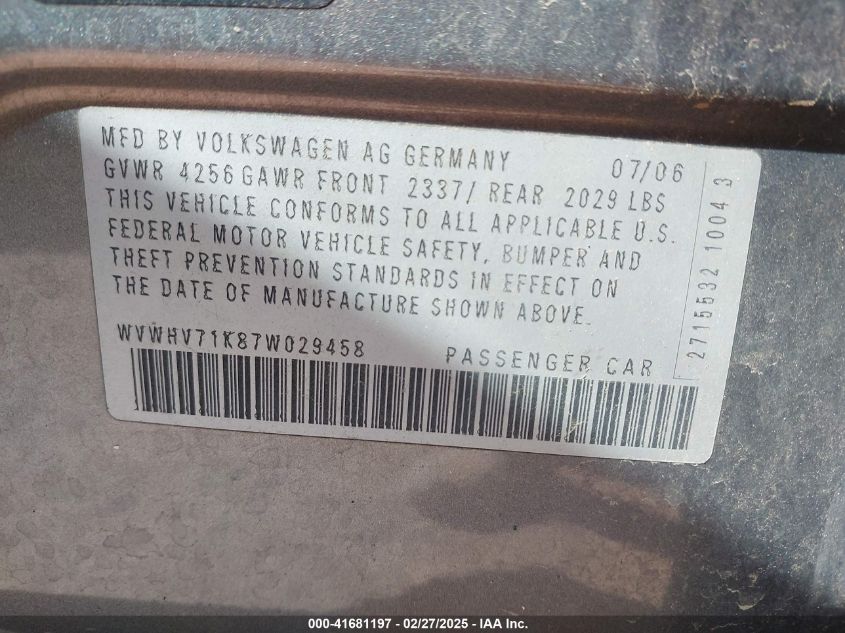 MFD BY VOLKSWAGEN AG GERMANY 07/06
GVWR 4256 GAWR FRONT 2337/ REAR 2029 LBS
THIS VEHICLE CONFORMS TO ALL APPLICABLE U.S.
FEDERAL MOTOR VEHICLE SAFETY, BUMPER AND
THEFT PREVENTION STANDARDS IN EFFECT ON
THE DATE OF MANUFACTURE SHOWN ABOVE.
WVWHV71K87W029458 PASSENGER CAR
2715532 1004 3
000-41681197 – 02/27/2025 – IAA Inc.